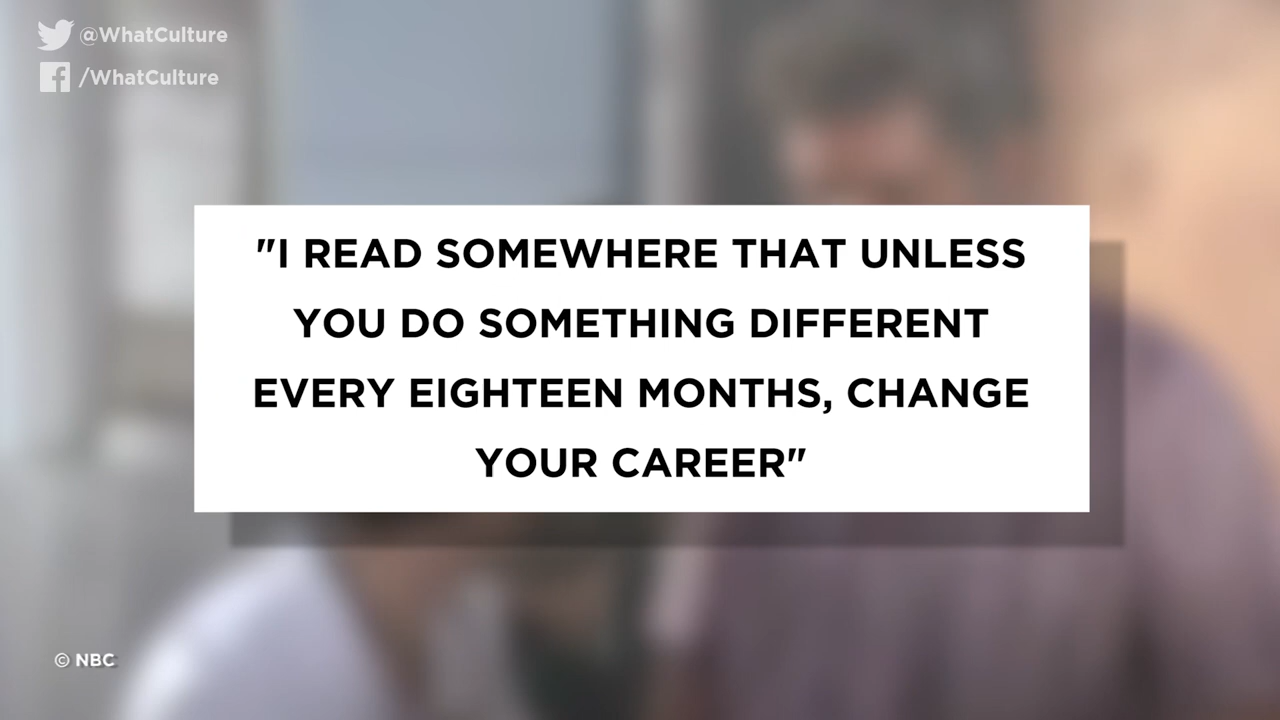 @WhatCulture
/WhatCulture
"I READ SOMEWHERE THAT UNLESS
YOU DO SOMETHING DIFFERENT
EVERY EIGHTEEN MONTHS, CHANGE
YOUR CAREER"
© NBC